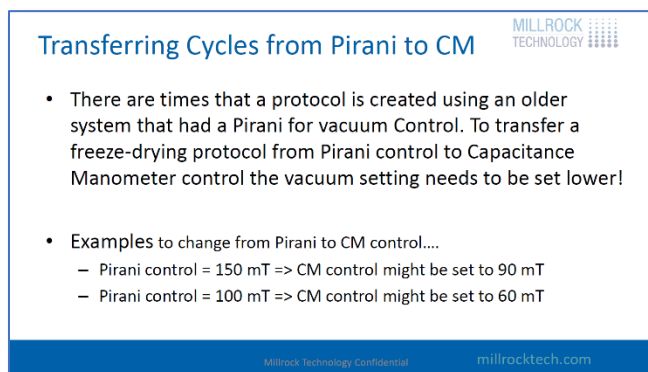 MILLROCK
TECHNOLOGY
Transferring Cycles from Pirani to CM
• There are times that a protocol is created using an older
system that had a Pirani for vacuum Control. To transfer a
freeze-drying protocol from Pirani control to Capacitance
Manometer control the vacuum setting needs to be set lower!
• Examples to change from Pirani to CM control....
– Pirani control = 150 mT => CM control might be set to 90 mT
– Pirani control = 100 mT => CM control might be set to 60 mT
Millrock Technology Confidential
millrocktech.com